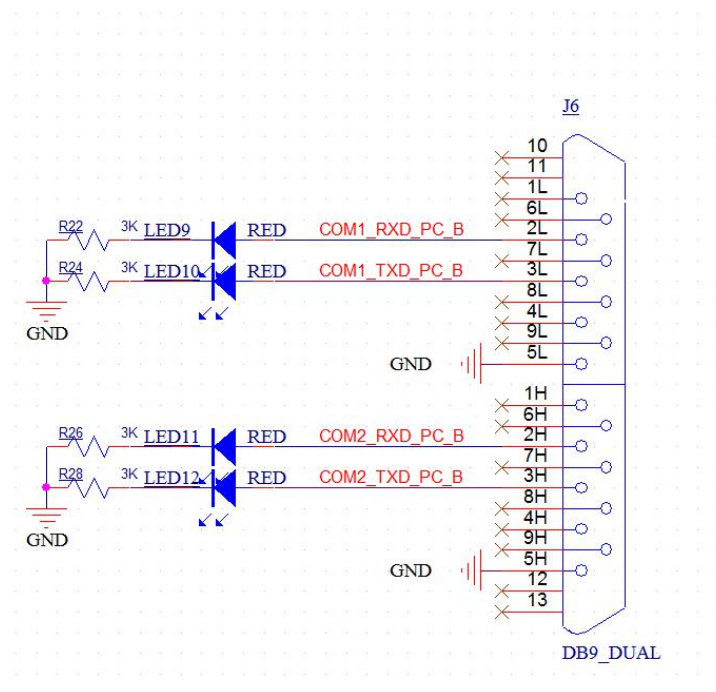 J6
10
11
1L
6L
R22 3K LED9 RED COM1_RXD_PC_B 2L
7L
R24 3K LED10 RED COM1_TXD_PC_B 3L
8L
4L
GND
9L
5L
GND
1H
6H
R26 3K LED11 RED COM2_RXD_PC_B 2H
7H
R28 3K LED12 RED COM2_TXD_PC_B 3H
8H
4H
GND
9H
5H
GND
12
13
DB9_DUAL